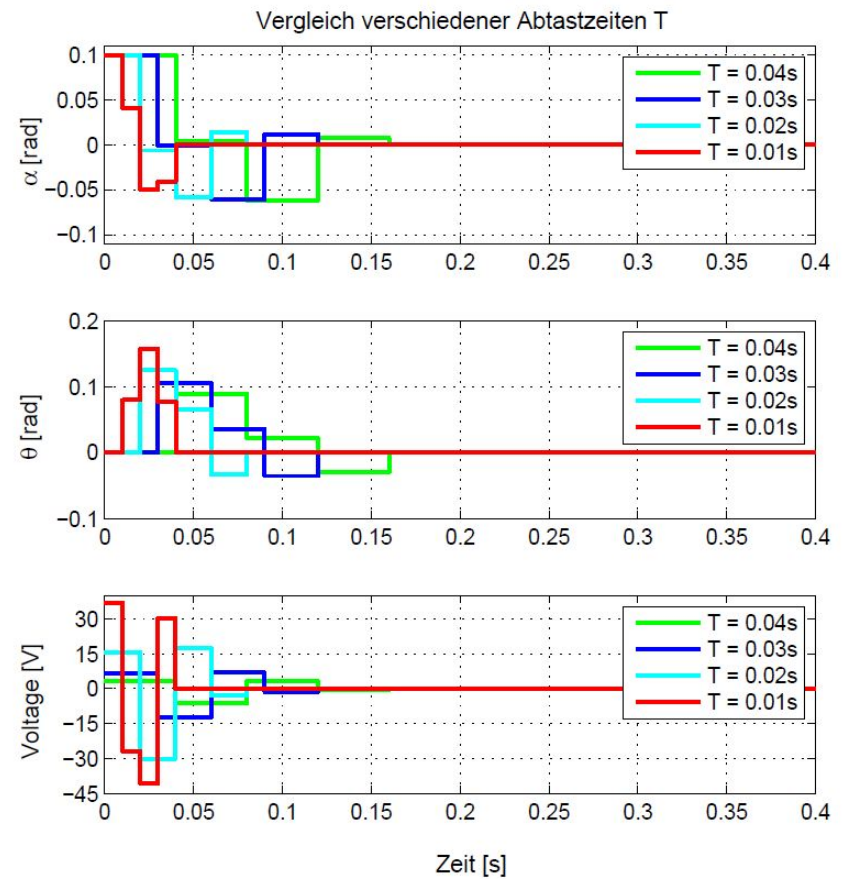 Vergleich verschiedener Abtastzeiten T
0.1
0.05
0
−0.05
−0.1
α [rad]
T = 0.04s
T = 0.03s
T = 0.02s
T = 0.01s
0 0.05 0.1 0.15 0.2 0.25 0.3 0.35 0.4
0.2
0.1
0
−0.1
θ [rad]
T = 0.04s
T = 0.03s
T = 0.02s
T = 0.01s
0 0.05 0.1 0.15 0.2 0.25 0.3 0.35 0.4
30
15
0
−15
−30
−45
Voltage [V]
T = 0.04s
T = 0.03s
T = 0.02s
T = 0.01s
0 0.05 0.1 0.15 0.2 0.25 0.3 0.35 0.4
Zeit [s]